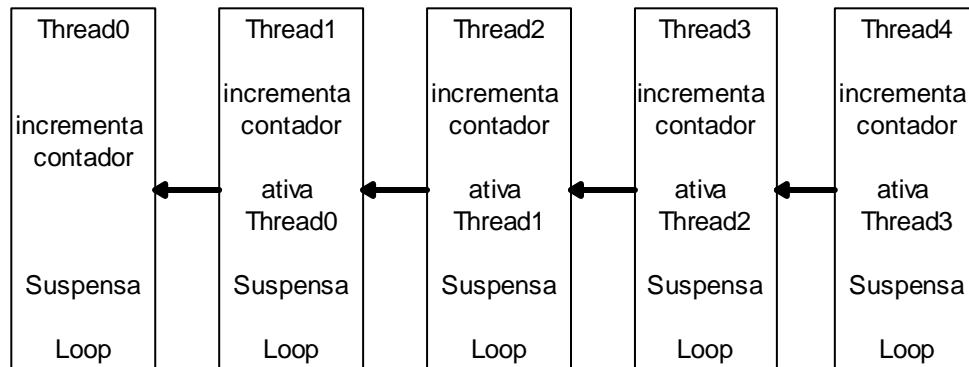 Thread0
incrementa
contador
Suspensa
Loop
Thread1
incrementa
contador
ativa
Thread0
Suspensa
Loop
Thread2
incrementa
contador
ativa
Thread1
Suspensa
Loop
Thread3
incrementa
contador
ativa
Thread2
Suspensa
Loop
Thread4
incrementa
contador
ativa
Thread3
Suspensa
Loop